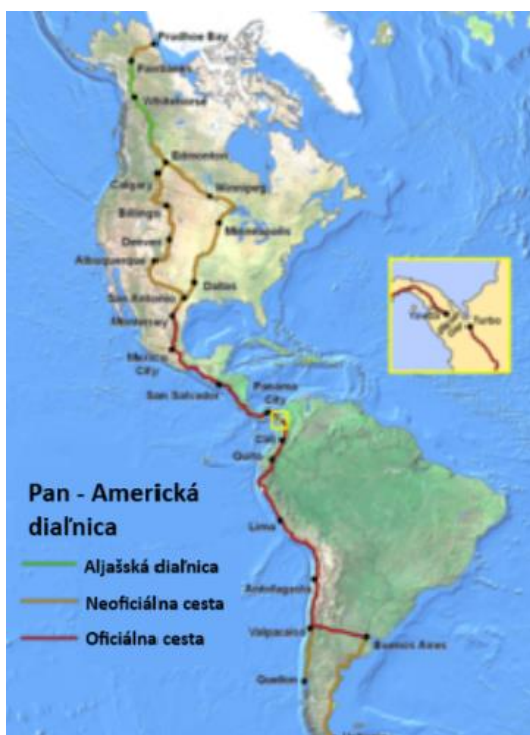 Prudhoe Bay
Fairbanks
Whitehorse
Edmonton
Calgary
Winnipeg
Billings
Minneapolis
Denver
Albuquerque
Dallas
San Antonio
Monterrey
Mexico
City
San Salvador
Panama
City
Turbo
Cali
Quito
Lima
Antofagasta
Valparaiso
Buenos Aires
Quellon
Pan - Americká
diaľnica
Aljašská diaľnica
Neoficiálna cesta
Oficiálna cesta